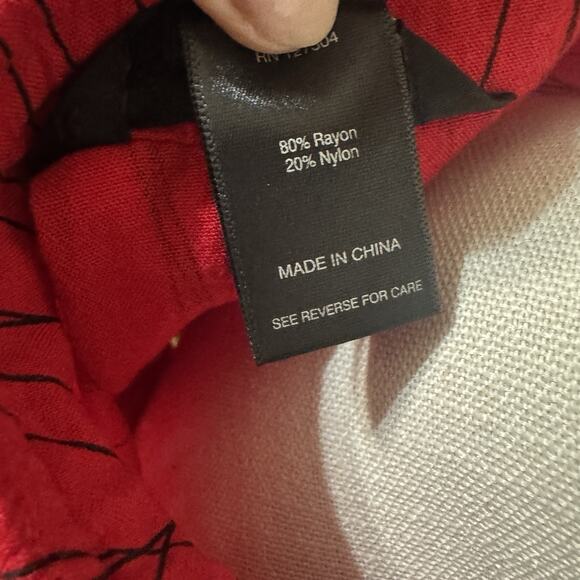 80% Rayon
20% Nylon
MADE IN CHINA
SEE REVERSE FOR CARE